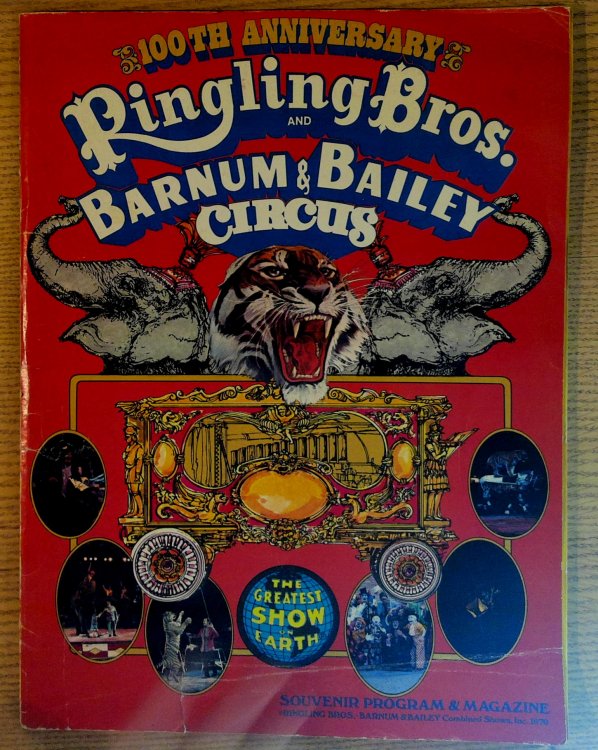 100TH ANNIVERSARY
Ringling Bros.
AND
BARNUM & BAILEY
CIRCUS
THE
GREATEST
SHOW
ON
EARTH
SOUVENIR PROGRAM & MAGAZINE
RINGLING BROS.-BARNUM & BAILEY Combined Shows, Inc. 1970